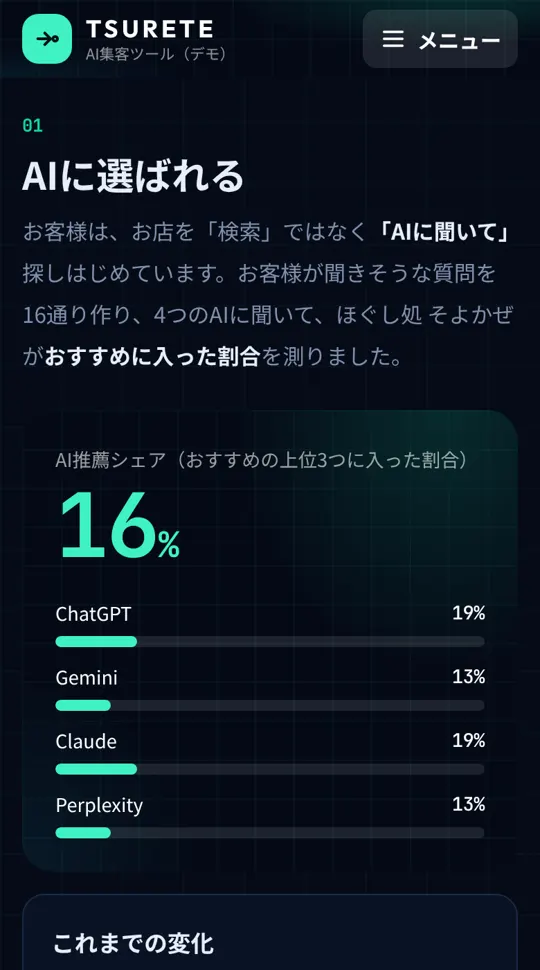 TSURETE
AI集客ツール（デモ）
メニュー
01
AIに選ばれる
お客様は、お店を「検索」ではなく「AIに聞いて」
探しはじめています。お客様が聞きそうな質問を
16通り作り、4つのAIに聞いて、ほぐし処 そよかぜ
がおすすめに入った割合を測りました。
AI推薦シェア（おすすめの上位3つに入った割合）
16%
ChatGPT 19%
Gemini 13%
Claude 19%
Perplexity 13%
これまでの変化